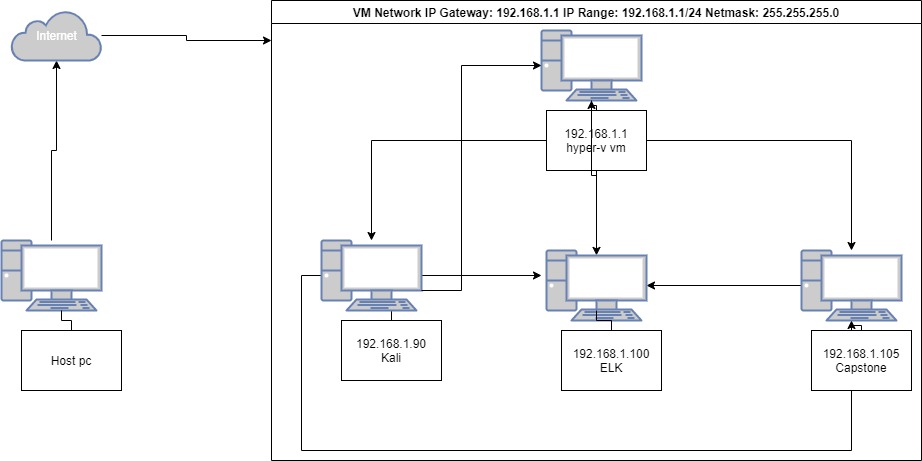 VM Network IP Gateway: 192.168.1.1 IP Range: 192.168.1.1/24 Netmask: 255.255.255.0
Internet
192.168.1.1
hyper-v vm
Host pc
192.168.1.90
Kali
192.168.1.100
ELK
192.168.1.105
Capstone